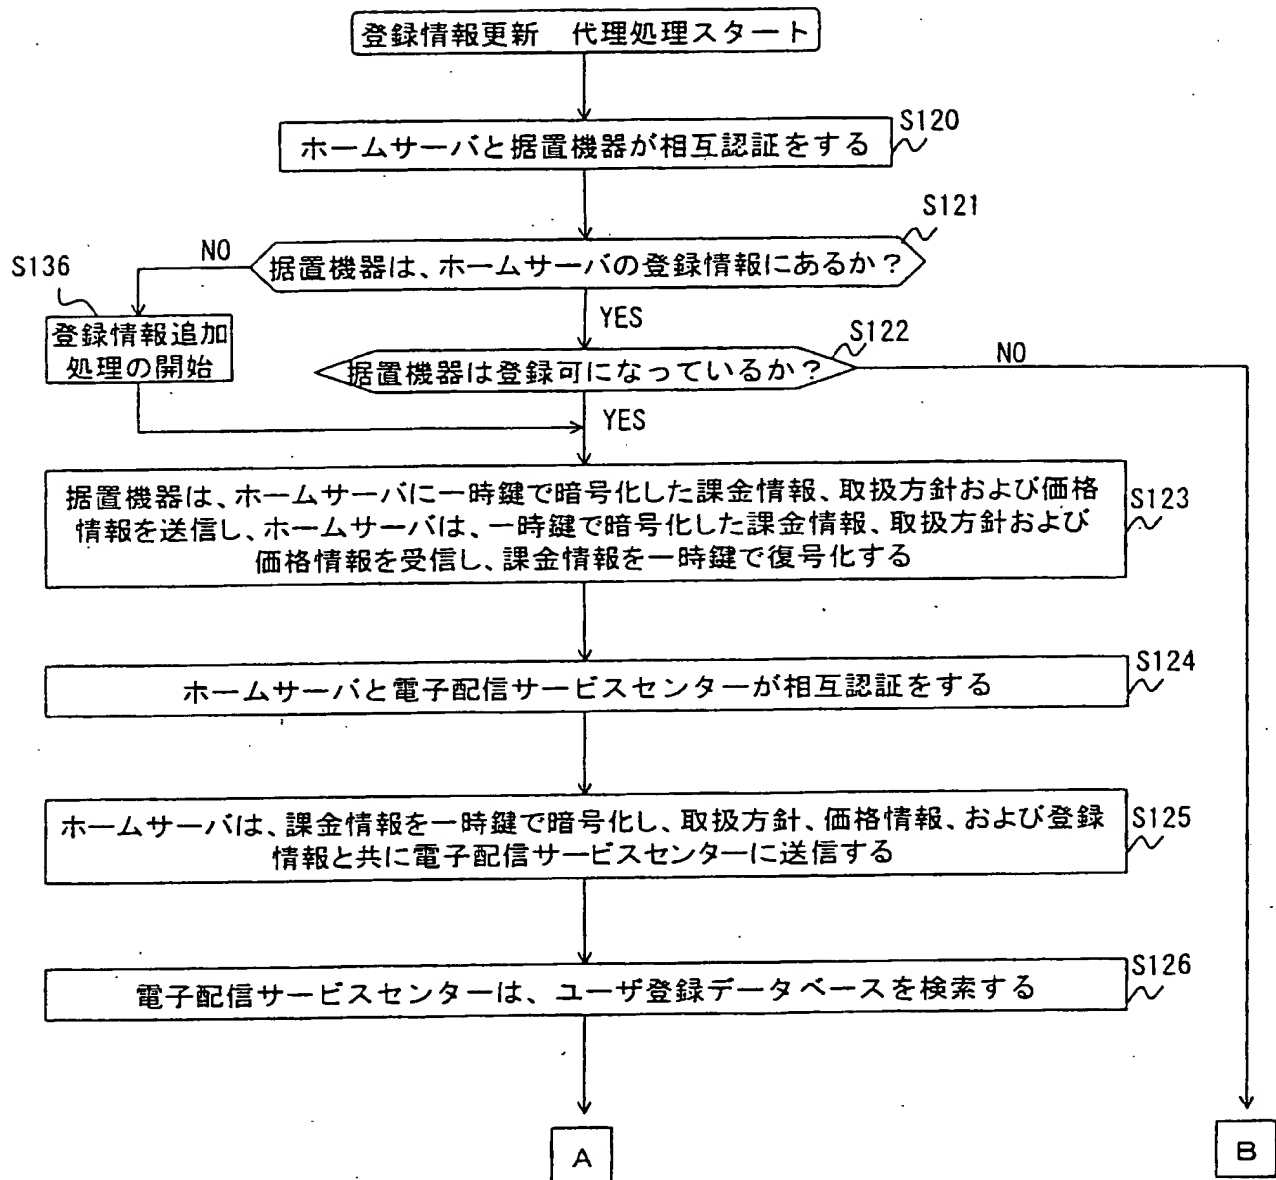 登録情報更新　代理処理スタート
S120
ホームサーバと据置機器が相互認証をする
S121
NO
据置機器は、ホームサーバの登録情報にあるか？
S136
YES
登録情報追加
処理の開始
S122
NO
据置機器は登録可になっているか？
YES
据置機器は、ホームサーバに一時鍵で暗号化した課金情報、取扱方針および価格
情報を送信し、ホームサーバは、一時鍵で暗号化した課金情報、取扱方針および
価格情報を受信し、課金情報を一時鍵で復号化する
S123
S124
ホームサーバと電子配信サービスセンターが相互認証をする
ホームサーバは、課金情報を一時鍵で暗号化し、取扱方針、価格情報、および登録
情報と共に電子配信サービスセンターに送信する
S125
S126
電子配信サービスセンターは、ユーザ登録データベースを検索する
A
B